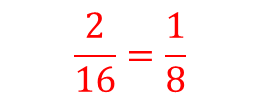 2/16 = 1/8